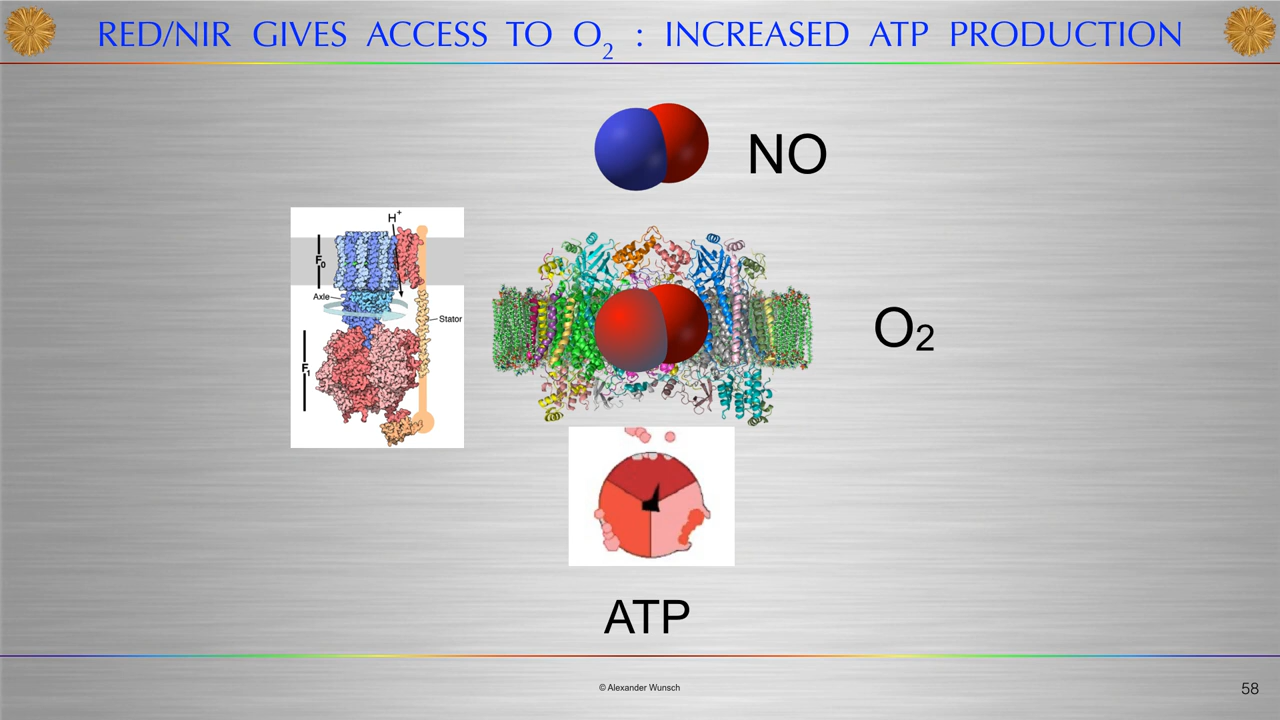 RED/NIR GIVES ACCESS TO O₂ : INCREASED ATP PRODUCTION
NO
H⁺
F₀
Axle
Stator
F₁
O₂
ATP
© Alexander Wunsch
58